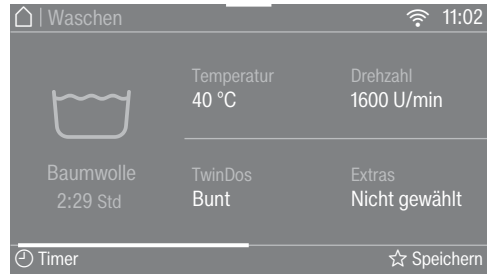 | Waschen
11:02
Temperatur
40 °C
Drehzahl
1600 U/min
Baumwolle
2:29 Std
TwinDos
Bunt
Extras
Nicht gewählt
Timer
Speichern